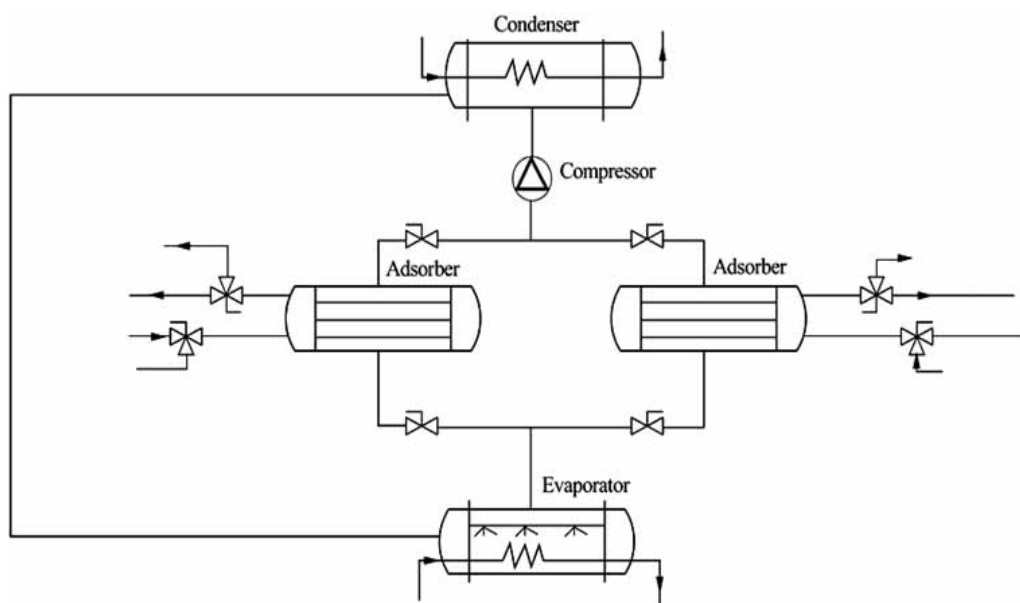 Condenser
Compressor
Adsorber
Adsorber
Evaporator